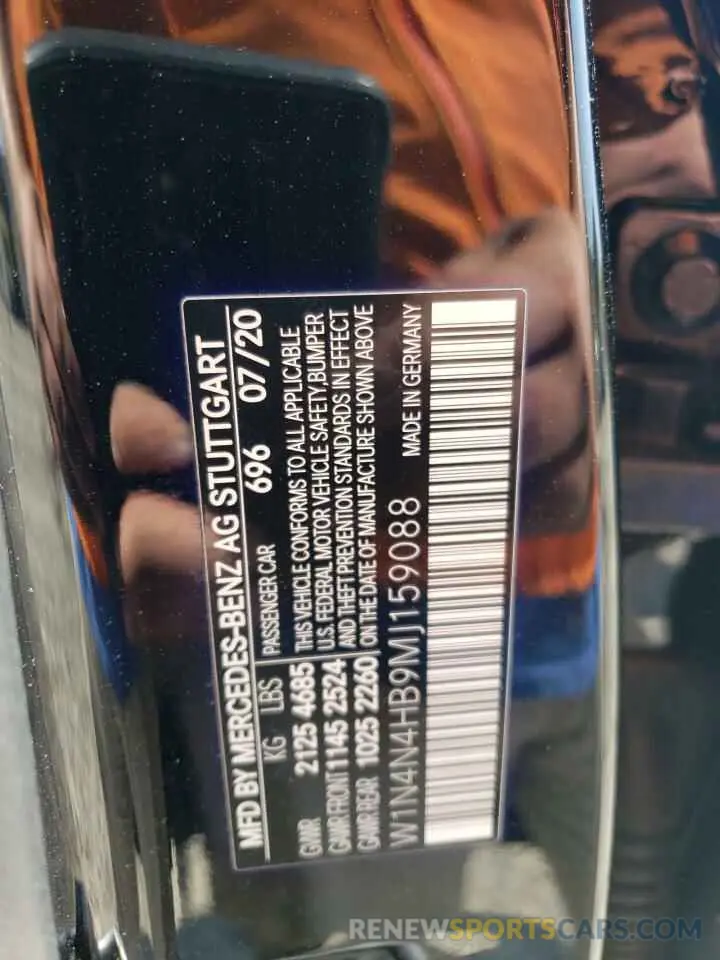 MFD BY MERCEDES-BENZ AG STUTTGART
KG LBS PASSENGER CAR 696 07/20
GVWR 2125 4685 THIS VEHICLE CONFORMS TO ALL APPLICABLE
GAWR FRONT 1145 2524 U.S. FEDERAL MOTOR VEHICLE SAFETY,BUMPER
AND THEFT PREVENTION STANDARDS IN EFFECT
GAWR REAR 1025 2260 ON THE DATE OF MANUFACTURE SHOWN ABOVE
W1N4N4HB9MJ159088 MADE IN GERMANY
RENEWSPORTSCARS.COM